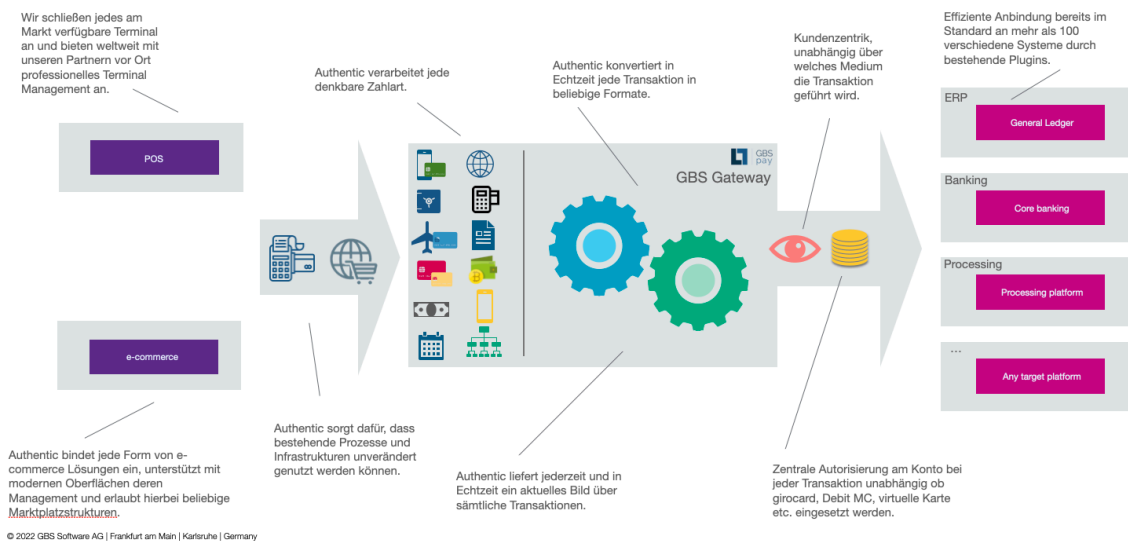 Wir schließen jedes am
Markt verfügbare Terminal
an und bieten weltweit mit
unseren Partnern vor Ort
professionelles Terminal
Management an.
POS
e-commerce
Authentic bindet jede Form von e-
commerce Lösungen ein, unterstützt mit
modernen Oberflächen deren
Management und erlaubt hierbei beliebige
Marktplatzstrukturen.
Authentic sorgt dafür, dass
bestehende Prozesse und
Infrastrukturen unverändert
genutzt werden können.
Authentic verarbeitet jede
denkbare Zahlart.
Authentic konvertiert in
Echtzeit jede Transaktion in
beliebige Formate.
GBS
pay
GBS Gateway
Authentic liefert jederzeit und in
Echtzeit ein aktuelles Bild über
sämtliche Transaktionen.
Kundenzentrik,
unabhängig über
welches Medium
die Transaktion
geführt wird.
Zentrale Autorisierung am Konto bei
jeder Transaktion unabhängig ob
girocard, Debit MC, virtuelle Karte
etc. eingesetzt werden.
Effiziente Anbindung bereits im
Standard an mehr als 100
verschiedene Systeme durch
bestehende Plugins.
ERP
General Ledger
Banking
Core banking
Processing
Processing platform
...
Any target platform
© 2022 GBS Software AG | Frankfurt am Main | Karlsruhe | Germany